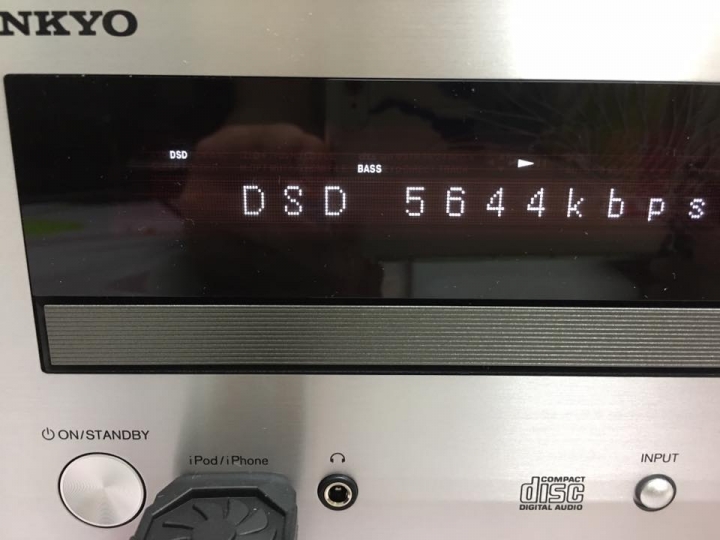 NKYO
DSD
BASS
DSD 5644kbps
ON/STANDBY
iPod/iPhone
INPUT
COMPACT
disc
DIGITAL AUDIO